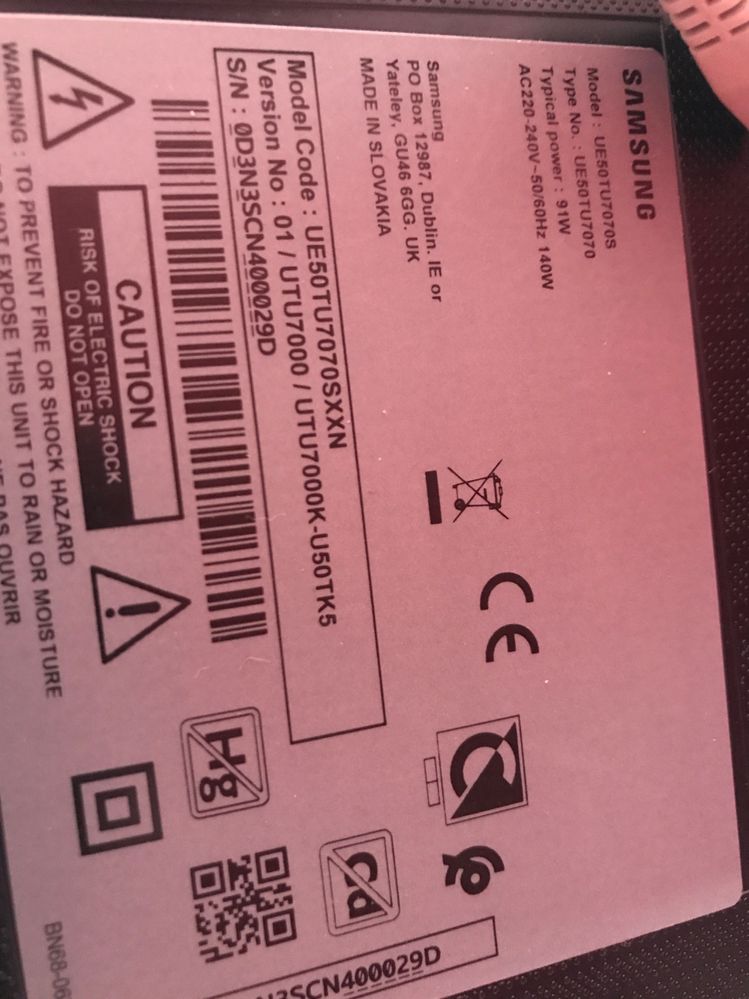 SAMSUNG
Model : UE50TU7070S
Type No. : UE50TU7070
Typical power : 91W
AC220-240V~50/60Hz 140W
Samsung
PO Box 12987, Dublin. IE or
Yateley, GU46 6GG. UK
MADE IN SLOVAKIA
CE
Model Code : UE50TU7070SXXN
Version No : 01 / UTU7000 / UTU7000K-U50TK5
S/N : 0D3N3SCN400029D
Hg
Cd
CAUTION
RISK OF ELECTRIC SHOCK
DO NOT OPEN
WARNING : TO PREVENT FIRE OR SHOCK HAZARD
NOT EXPOSE THIS UNIT TO RAIN OR MOISTURE
PAS OUVRIR
3SCN400029D
BN68-06